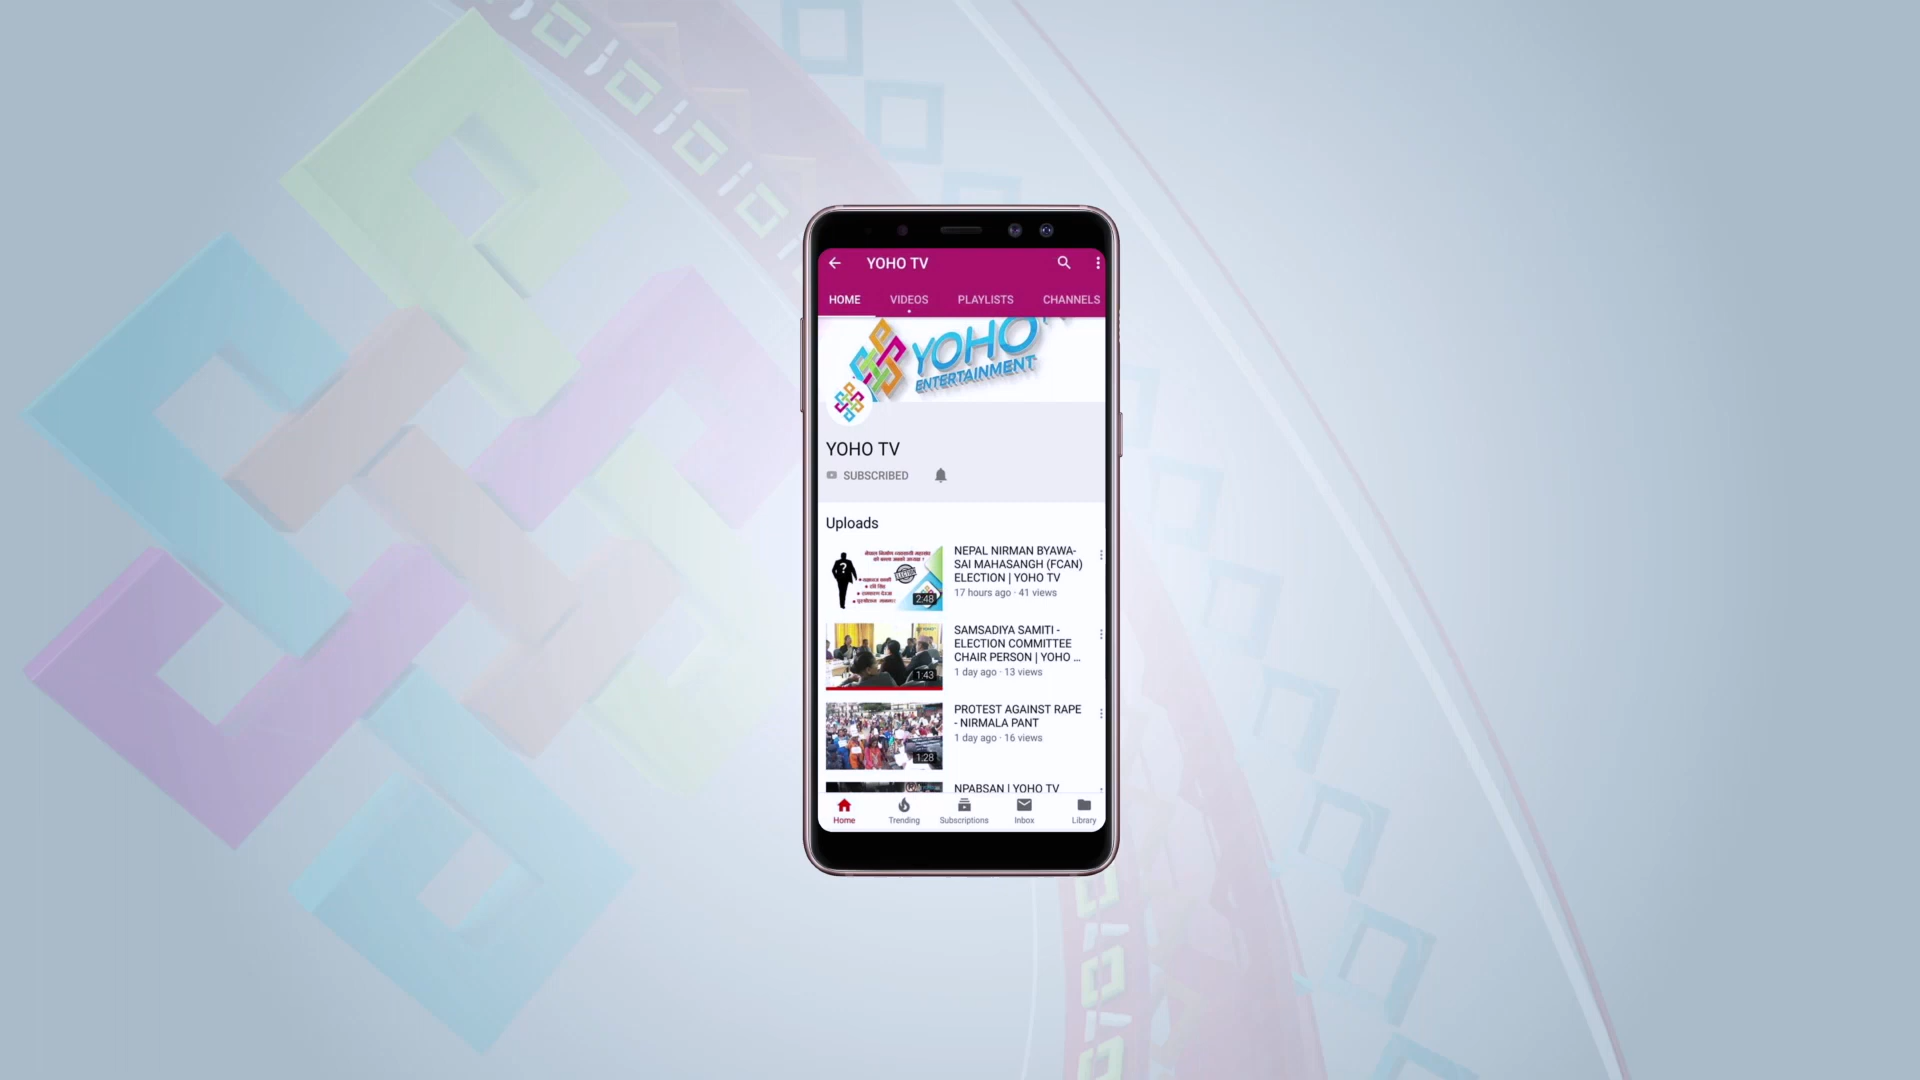 YOHO TV
HOME VIDEOS PLAYLISTS CHANNELS
YOHO
ENTERTAINMENT
YOHO TV
SUBSCRIBED
Uploads
2:48
NEPAL NIRMAN BYAWA-
SAI MAHASANGH (FCAN)
ELECTION | YOHO TV
17 hours ago · 41 views
1:43
SAMSADIYA SAMITI -
ELECTION COMMITTEE
CHAIR PERSON | YOHO ...
1 day ago · 13 views
1:28
PROTEST AGAINST RAPE
- NIRMALA PANT
1 day ago · 16 views
NPABSAN | YOHO TV
Home Trending Subscriptions Inbox Library